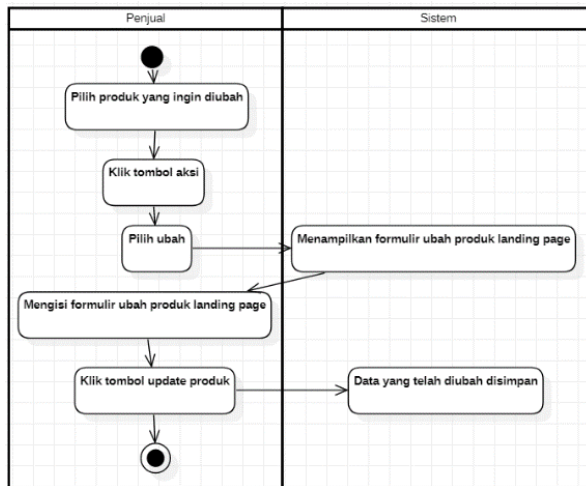 Penjual
Sistem
Pilih produk yang ingin diubah
Klik tombol aksi
Pilih ubah
Menampilkan formulir ubah produk landing page
Mengisi formulir ubah produk landing page
Klik tombol update produk
Data yang telah diubah disimpan